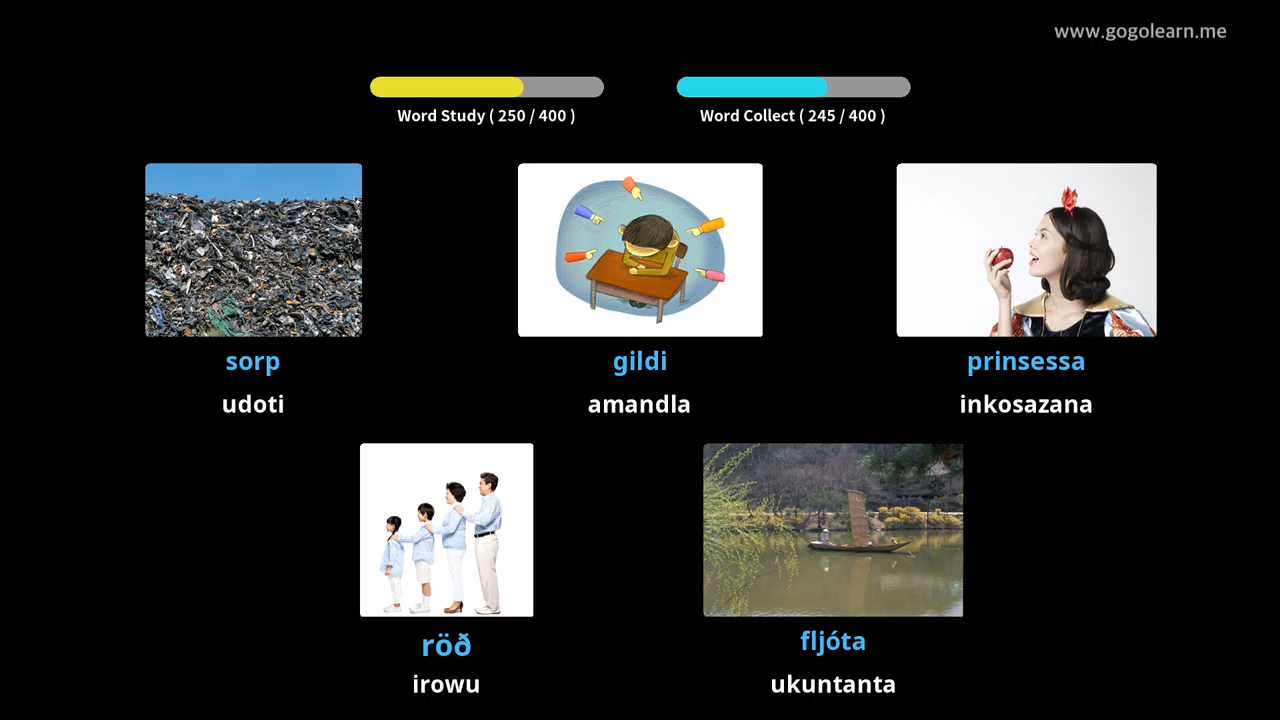 www.gogolearn.me
Word Study ( 250 / 400 )
Word Collect ( 245 / 400 )
sorp
udoti
gildi
amandla
prinsessa
inkosazana
röð
irowu
fljóta
ukuntanta